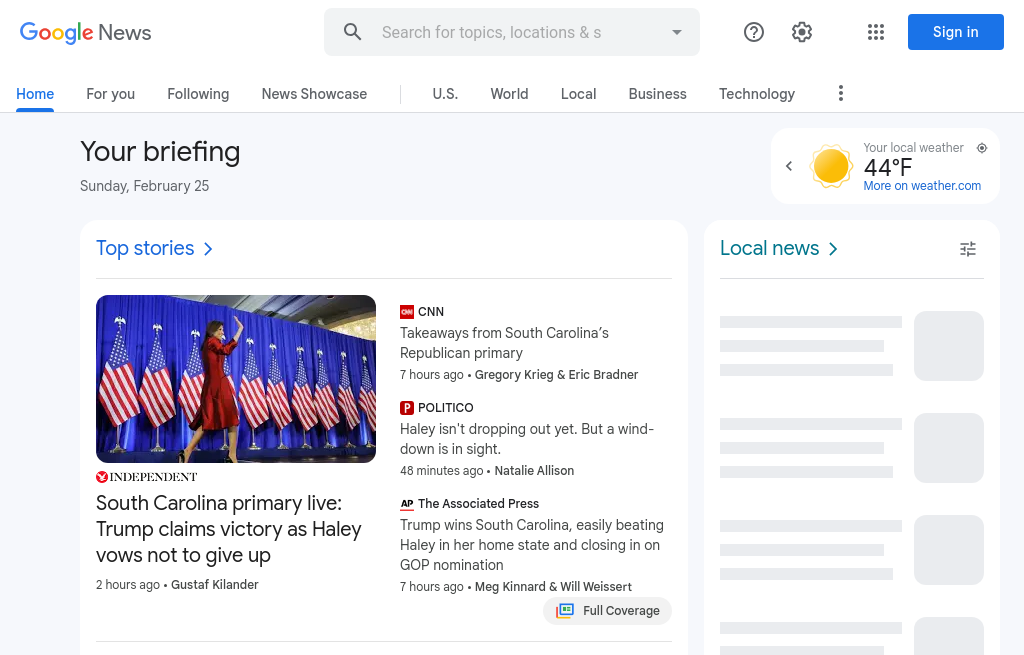 Google News
Search for topics, locations & s
Sign in
Home
For you
Following
News Showcase
U.S.
World
Local
Business
Technology
Your briefing
Sunday, February 25
Your local weather
44°F
More on weather.com
Top stories
INDEPENDENT
South Carolina primary live:
Trump claims victory as Haley
vows not to give up
2 hours ago • Gustaf Kilander
CNN
CNN
Takeaways from South Carolina’s
Republican primary
7 hours ago • Gregory Krieg & Eric Bradner
P
POLITICO
Haley isn't dropping out yet. But a wind-
down is in sight.
48 minutes ago • Natalie Allison
AP
The Associated Press
Trump wins South Carolina, easily beating
Haley in her home state and closing in on
GOP nomination
7 hours ago • Meg Kinnard & Will Weissert
Full Coverage
Local news